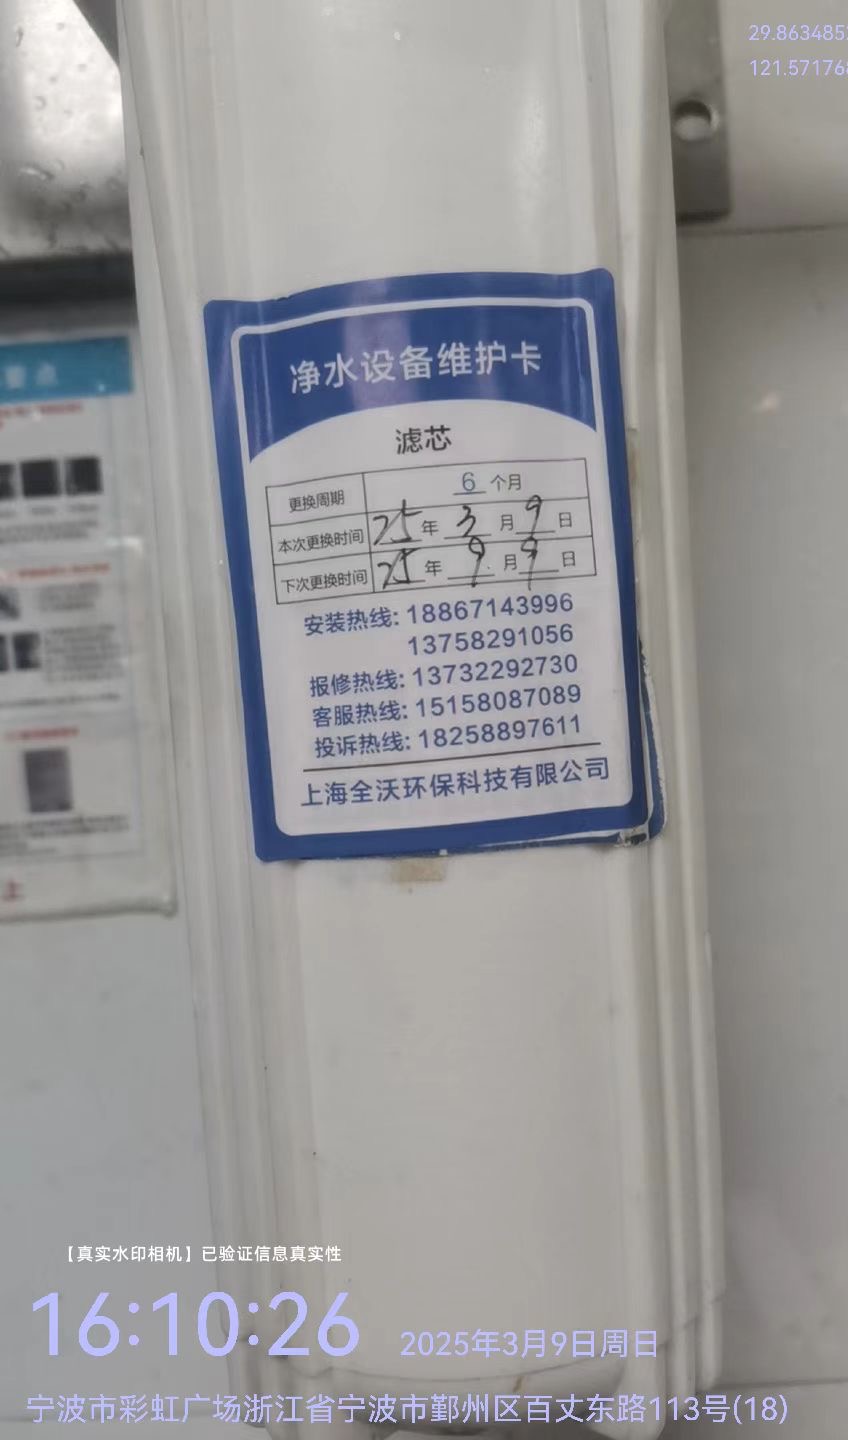 29.863485
121.57176
净水设备维护卡
滤芯
更换周期 6 个月
本次更换时间 25年 3月9日
下次更换时间 25年 9月9日
安装热线: 18867143996
13758291056
报修热线: 13732292730
客服热线: 15158087089
投诉热线: 18258897611
上海全沃环保科技有限公司
【真实水印相机】已验证信息真实性
16:10:26 2025年3月9日周日
宁波市彩虹广场浙江省宁波市鄞州区百丈东路113号(18)